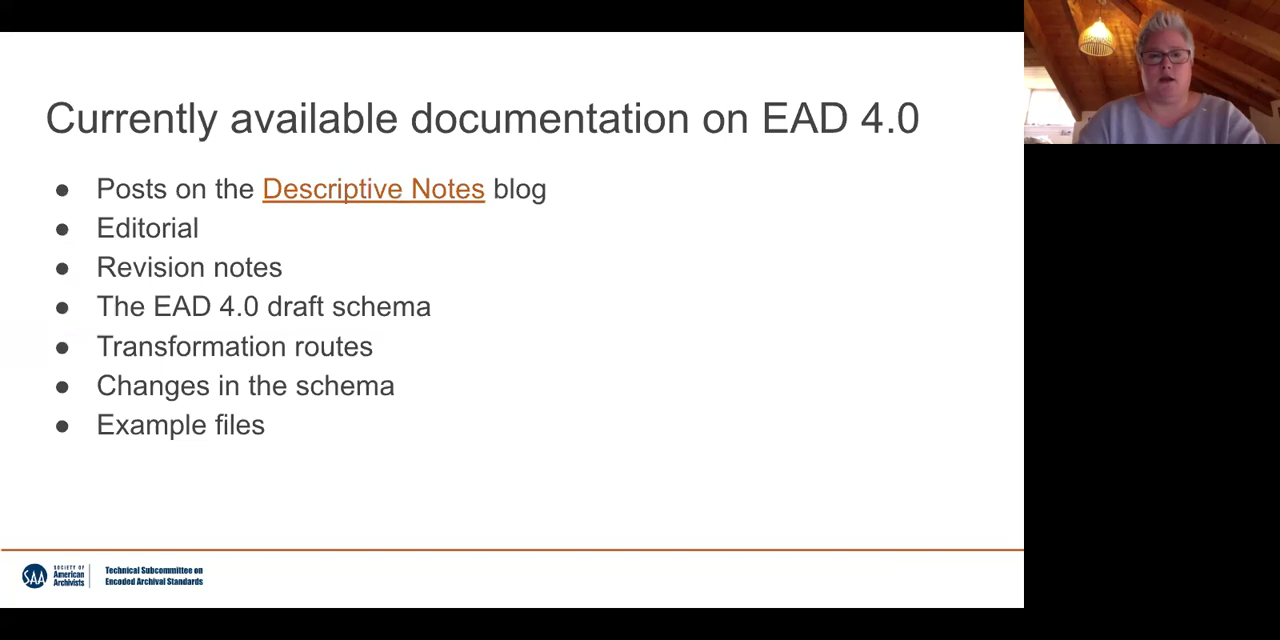 Currently available documentation on EAD 4.0
● Posts on the Descriptive Notes blog
● Editorial
● Revision notes
● The EAD 4.0 draft schema
● Transformation routes
● Changes in the schema
● Example files
SAA
SOCIETY OF
American
Archivists
Technical Subcommittee on
Encoded Archival Standards